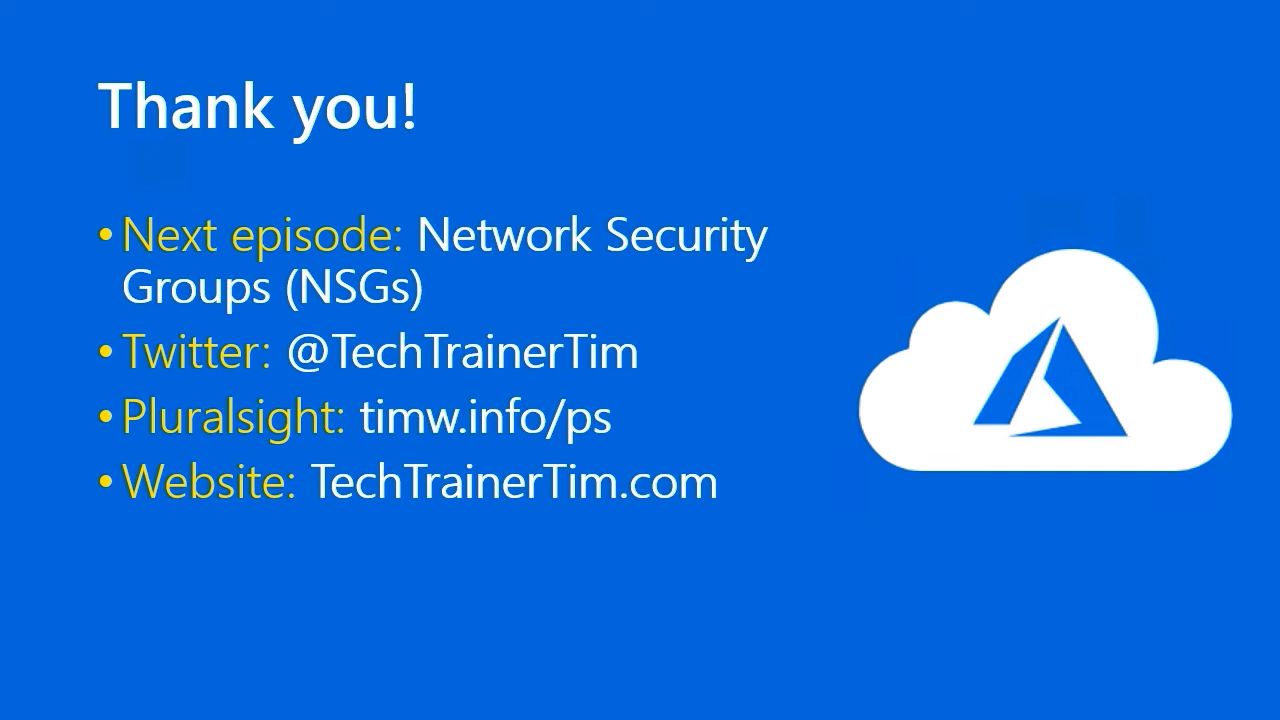 Thank you!
• Next episode: Network Security
Groups (NSGs)
• Twitter: @TechTrainerTim
• Pluralsight: timw.info/ps
• Website: TechTrainerTim.com